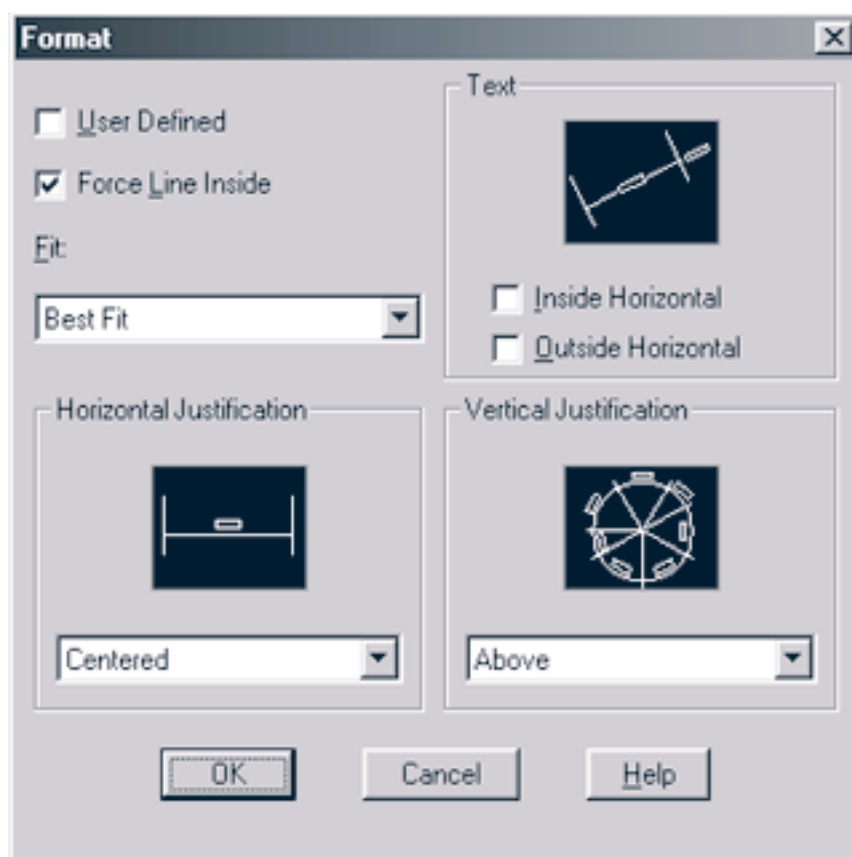 Format
User Defined
Force Line Inside
Fit:
Best Fit
Text
Inside Horizontal
Outside Horizontal
Horizontal Justification
Centered
Vertical Justification
Above
OK
Cancel
Help